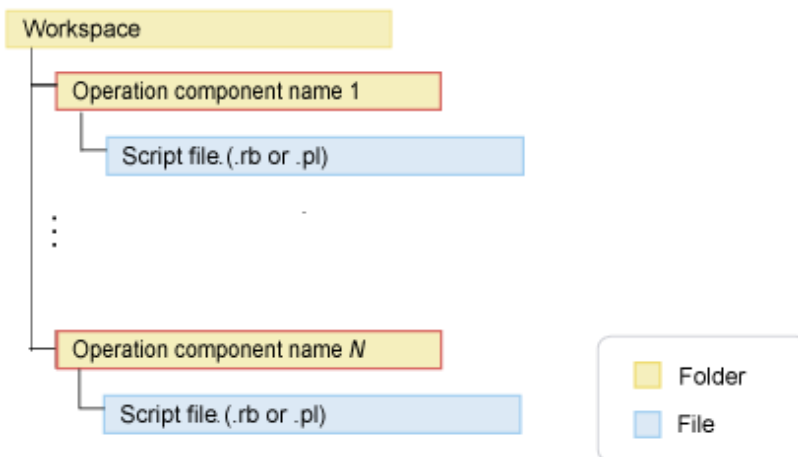 Workspace
Operation component name 1
Script file.(.rb or .pl)
⋮
Operation component name N
Script file.(.rb or .pl)
Folder
File